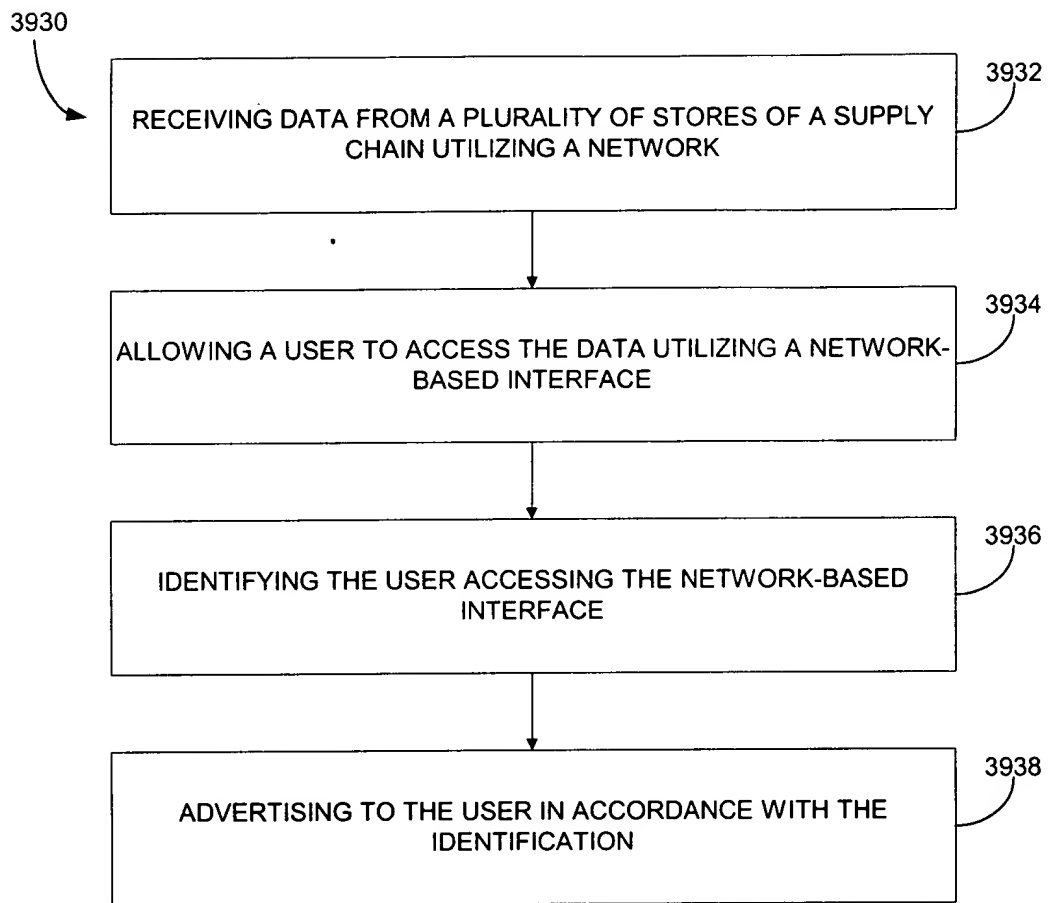 3930
3932
RECEIVING DATA FROM A PLURALITY OF STORES OF A SUPPLY
CHAIN UTILIZING A NETWORK
3934
ALLOWING A USER TO ACCESS THE DATA UTILIZING A NETWORK-
BASED INTERFACE
3936
IDENTIFYING THE USER ACCESSING THE NETWORK-BASED
INTERFACE
3938
ADVERTISING TO THE USER IN ACCORDANCE WITH THE
IDENTIFICATION